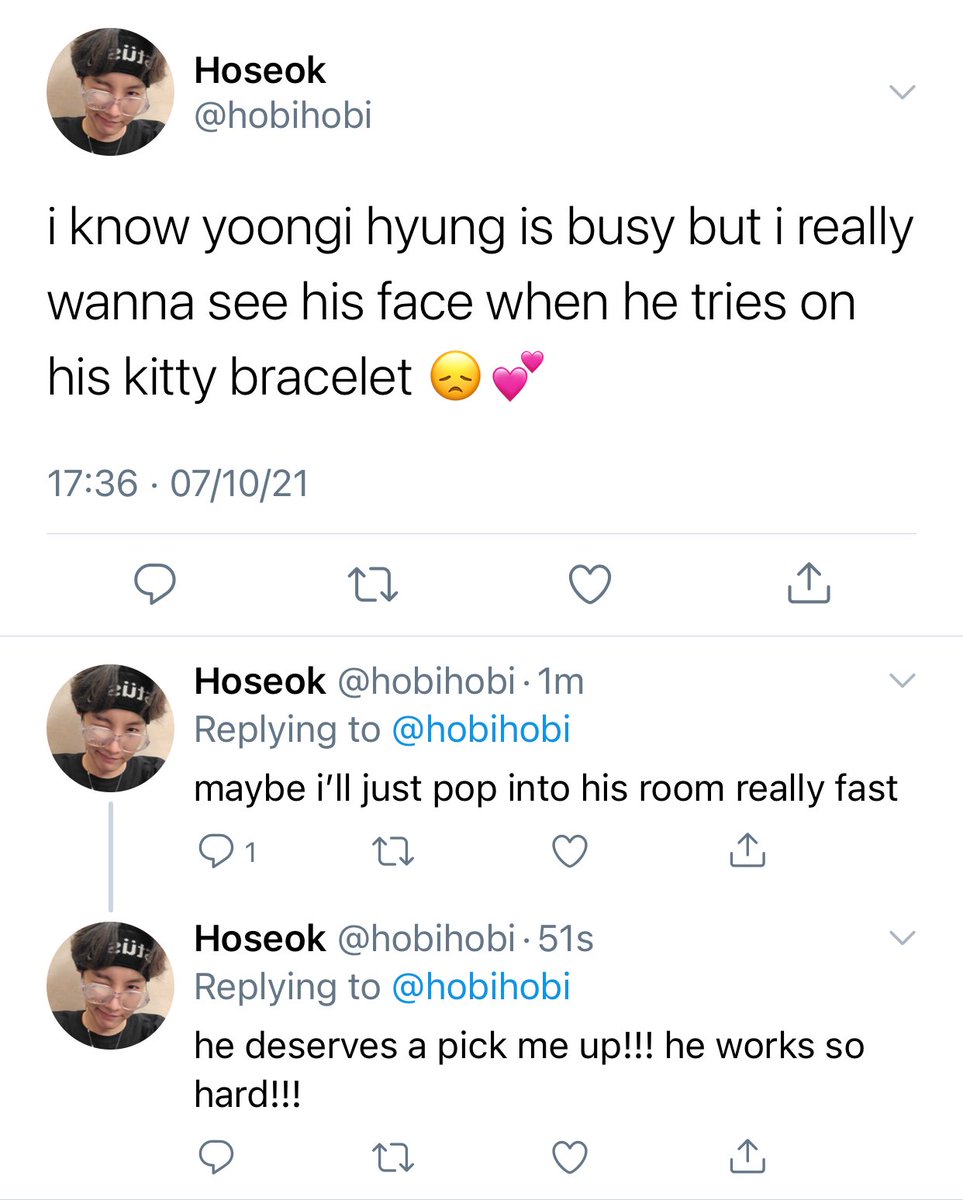 Hoseok
@hobihobi
i know yoongi hyung is busy but i really
wanna see his face when he tries on
his kitty bracelet 😞💕
17:36 · 07/10/21
Hoseok @hobihobi · 1m
Replying to @hobihobi
maybe i’ll just pop into his room really fast
1
Hoseok @hobihobi · 51s
Replying to @hobihobi
he deserves a pick me up!!! he works so
hard!!!